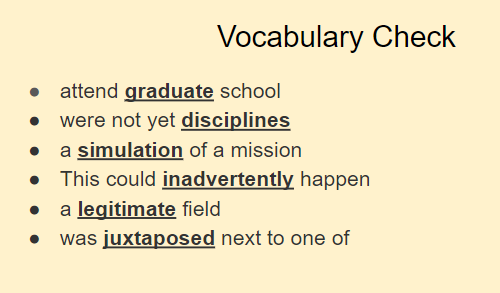 Vocabulary Check
● attend graduate school
● were not yet disciplines
● a simulation of a mission
● This could inadvertently happen
● a legitimate field
● was juxtaposed next to one of